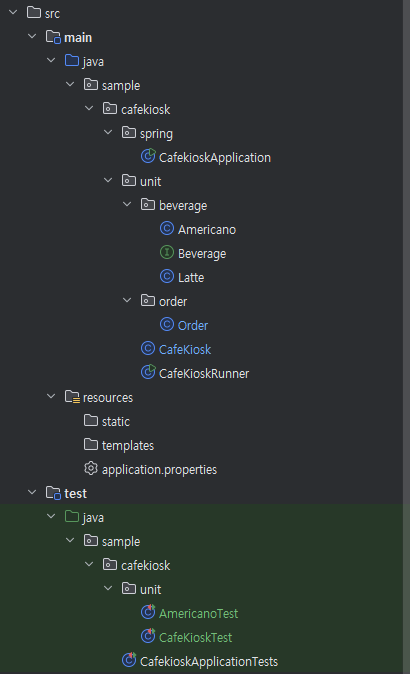 src
main
java
sample
cafekiosk
spring
CafekioskApplication
unit
beverage
Americano
Beverage
Latte
order
Order
CafeKiosk
CafeKioskRunner
resources
static
templates
application.properties
test
java
sample
cafekiosk
unit
AmericanoTest
CafeKioskTest
CafekioskApplicationTests